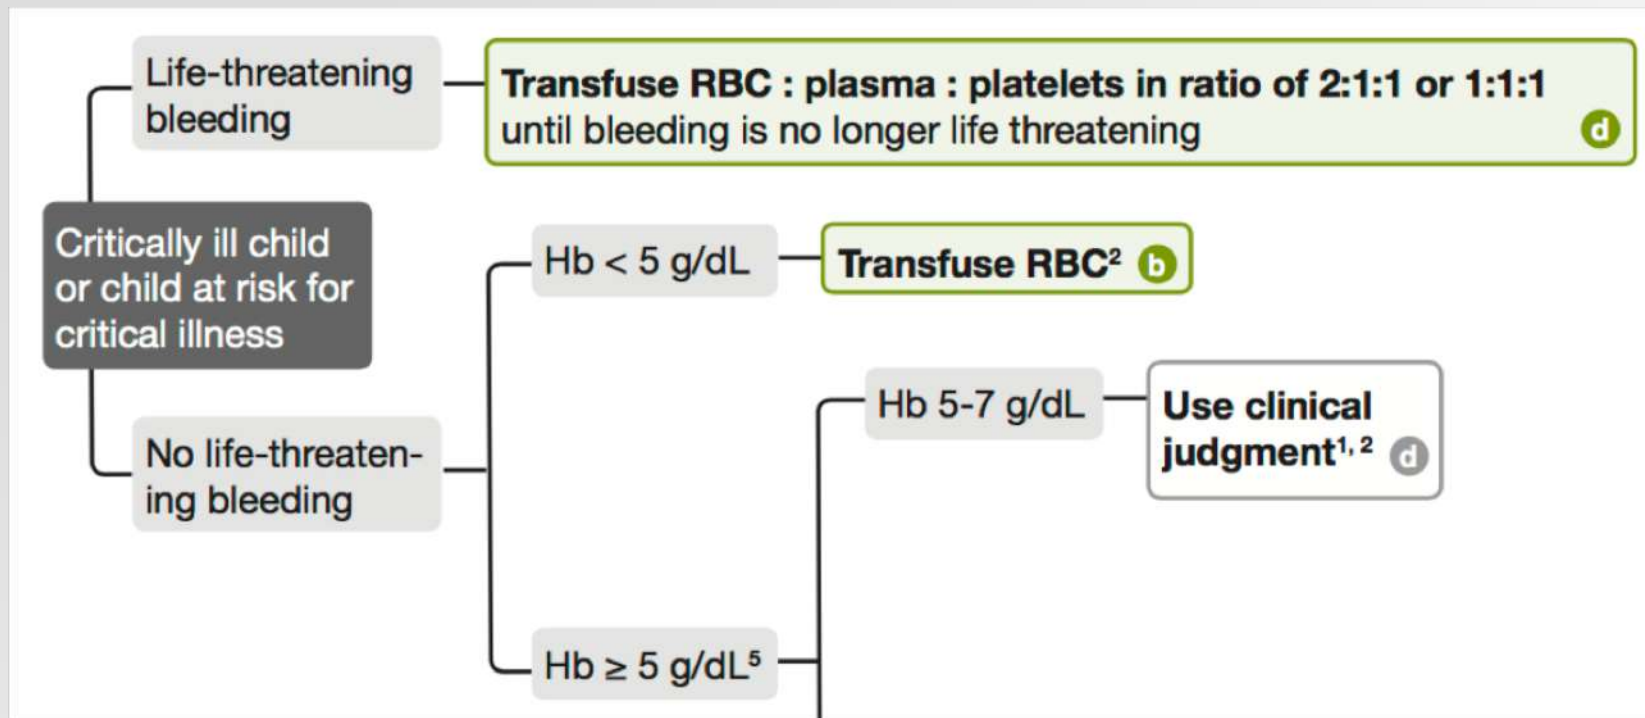 Life-threatening
bleeding
Transfuse RBC : plasma : platelets in ratio of 2:1:1 or 1:1:1
until bleeding is no longer life threatening
d
Critically ill child
or child at risk for
critical illness
Hb < 5 g/dL
Transfuse RBC² b
Hb 5-7 g/dL
Use clinical
judgment¹, ² d
No life-threaten-
ing bleeding
Hb ≥ 5 g/dL⁵